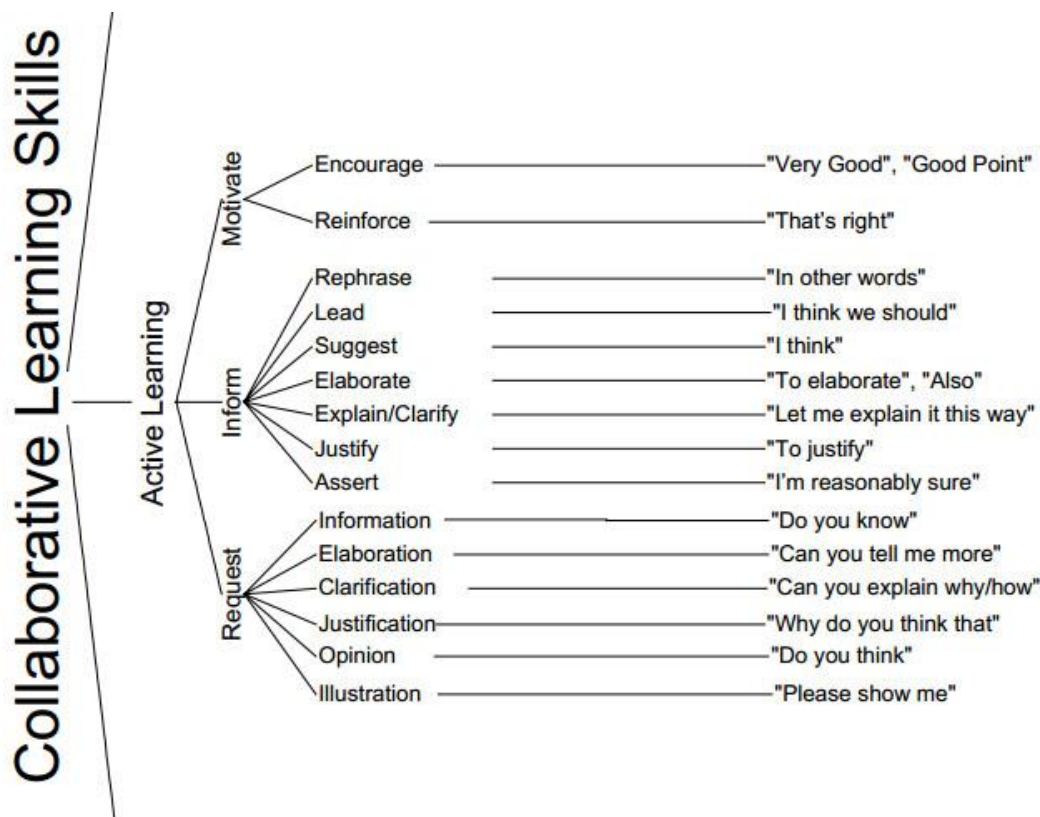 Collaborative Learning Skills
Active Learning
Motivate
Encourage "Very Good", "Good Point"
Reinforce "That's right"
Inform
Rephrase "In other words"
Lead "I think we should"
Suggest "I think"
Elaborate "To elaborate", "Also"
Explain/Clarify "Let me explain it this way"
Justify "To justify"
Assert "I'm reasonably sure"
Request
Information "Do you know"
Elaboration "Can you tell me more"
Clarification "Can you explain why/how"
Justification "Why do you think that"
Opinion "Do you think"
Illustration "Please show me"